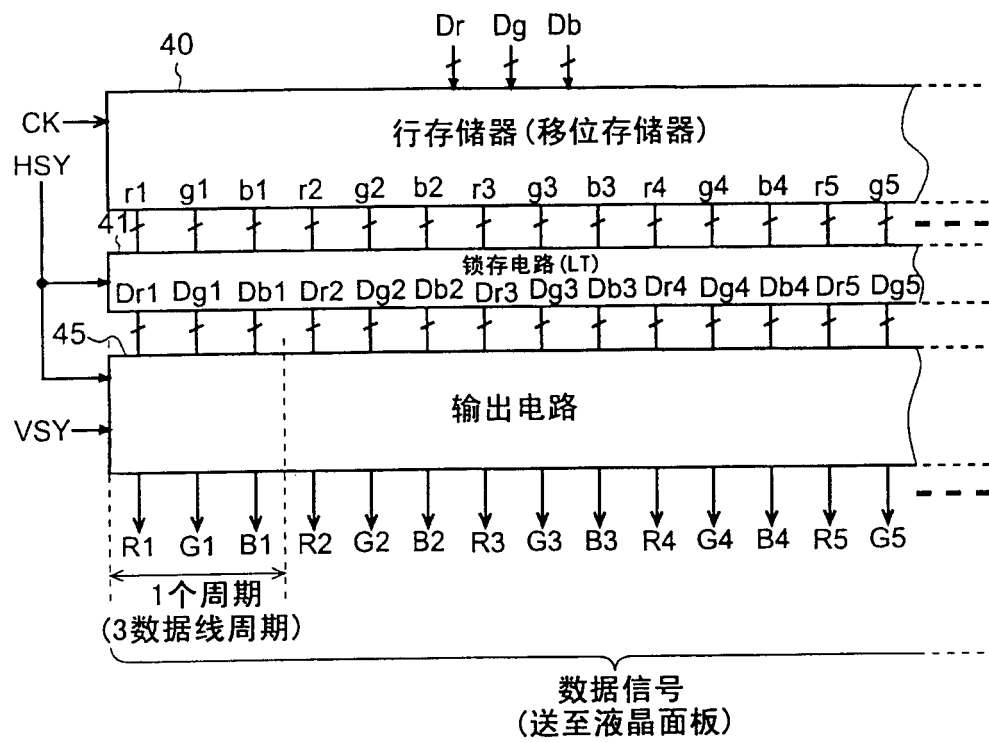 Dr Dg Db
40
CK
行存储器(移位存储器)
HSY
r1 g1 b1 r2 g2 b2 r3 g3 b3 r4 g4 b4 r5 g5
41
锁存电路(LT)
Dr1 Dg1 Db1 Dr2 Dg2 Db2 Dr3 Dg3 Db3 Dr4 Dg4 Db4 Dr5 Dg5
45
输出电路
VSY
R1 G1 B1 R2 G2 B2 R3 G3 B3 R4 G4 B4 R5 G5
1个周期
(3数据线周期)
数据信号
(送至液晶面板)